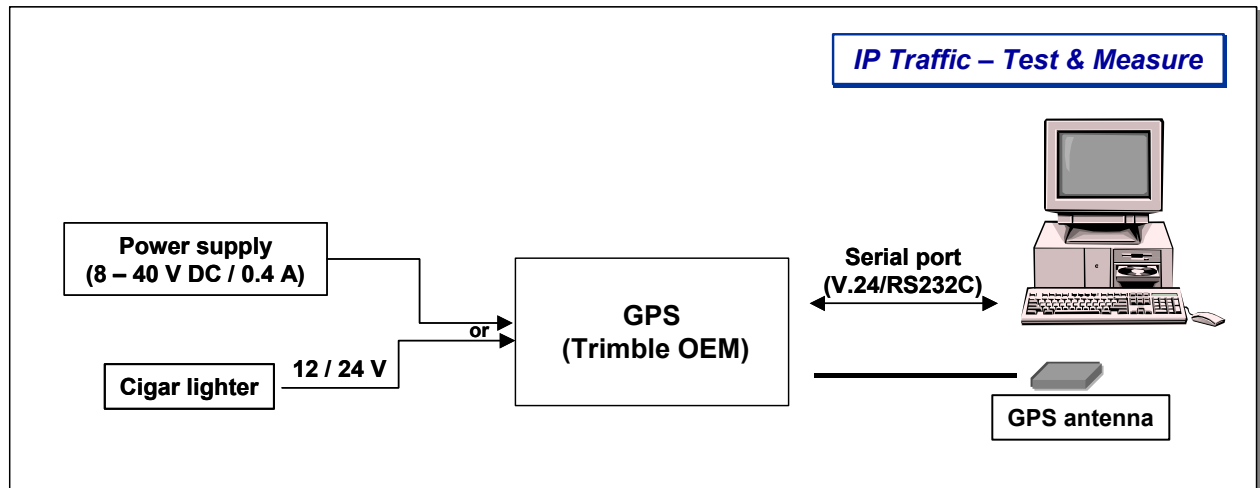 IP Traffic – Test & Measure
Power supply
(8 – 40 V DC / 0.4 A)
Cigar lighter
12 / 24 V
or
GPS
(Trimble OEM)
Serial port
(V.24/RS232C)
GPS antenna